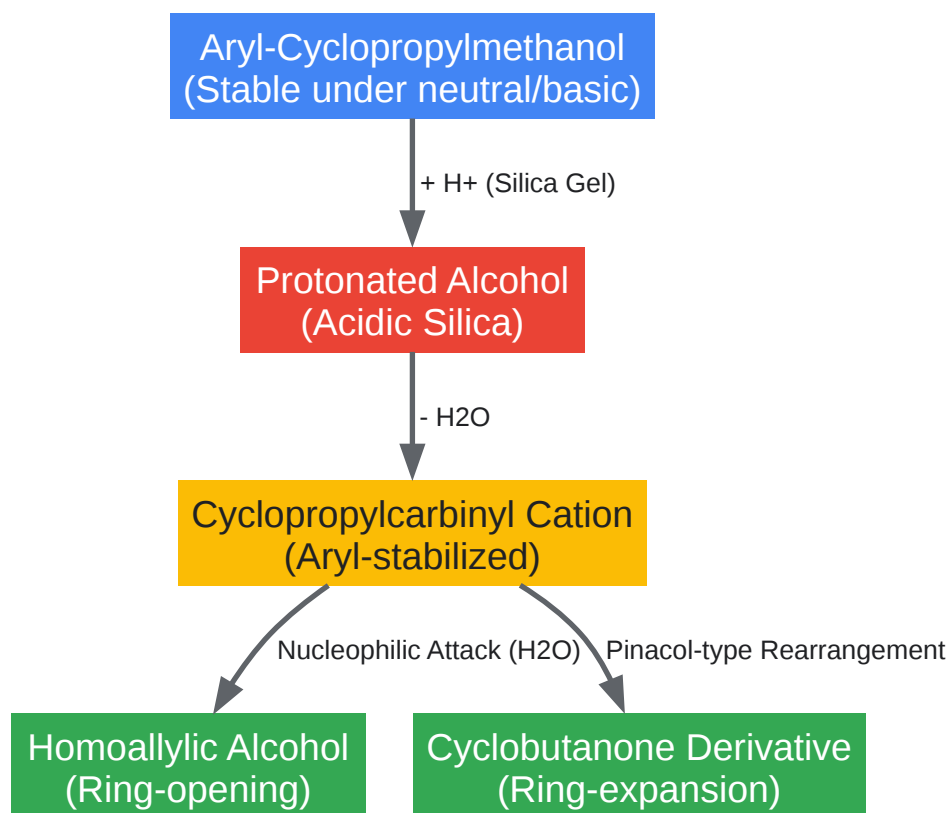 Aryl-Cyclopropylmethanol
(Stable under neutral/basic)
+ H+ (Silica Gel)
Protonated Alcohol
(Acidic Silica)
- H2O
Cyclopropylcarbinyl Cation
(Aryl-stabilized)
Nucleophilic Attack (H2O)
Pinacol-type Rearrangement
Homoallylic Alcohol
(Ring-opening)
Cyclobutanone Derivative
(Ring-expansion)